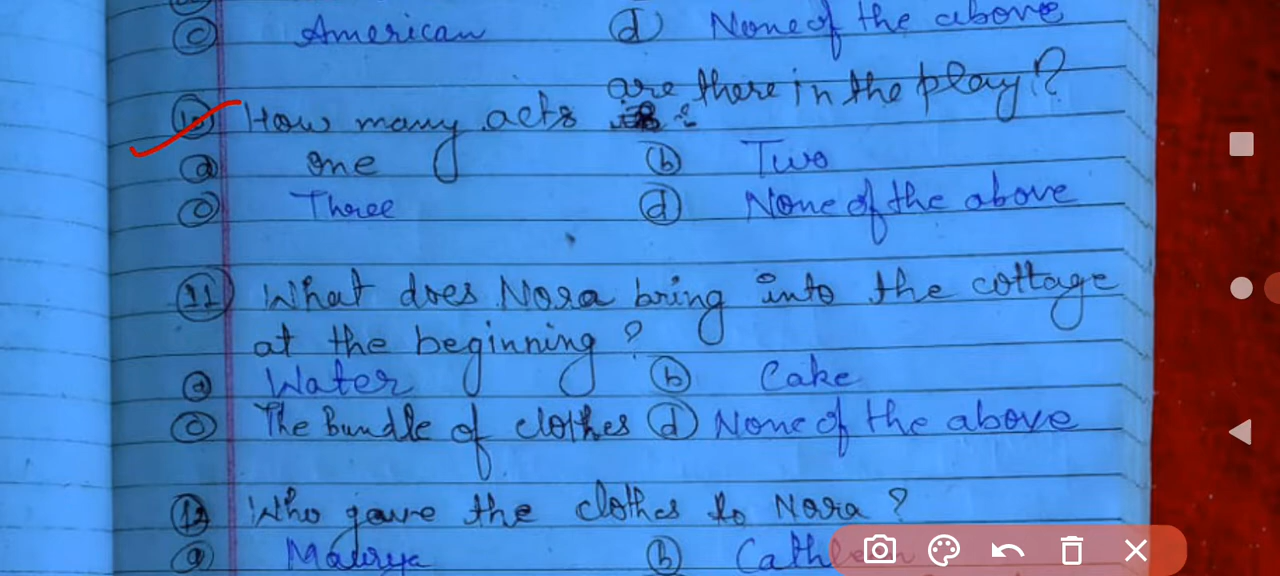 (c) American (d) None of the above
are there in the play?
(10) How many acts
(a) One (b) Two
(c) Three (d) None of the above
(11) What does Nora bring into the cottage
at the beginning?
(a) Water (b) Cake
(c) The Bundle of clothes (d) None of the above
(12) Who gave the clothes to Nora?
(a) Maurya (b)